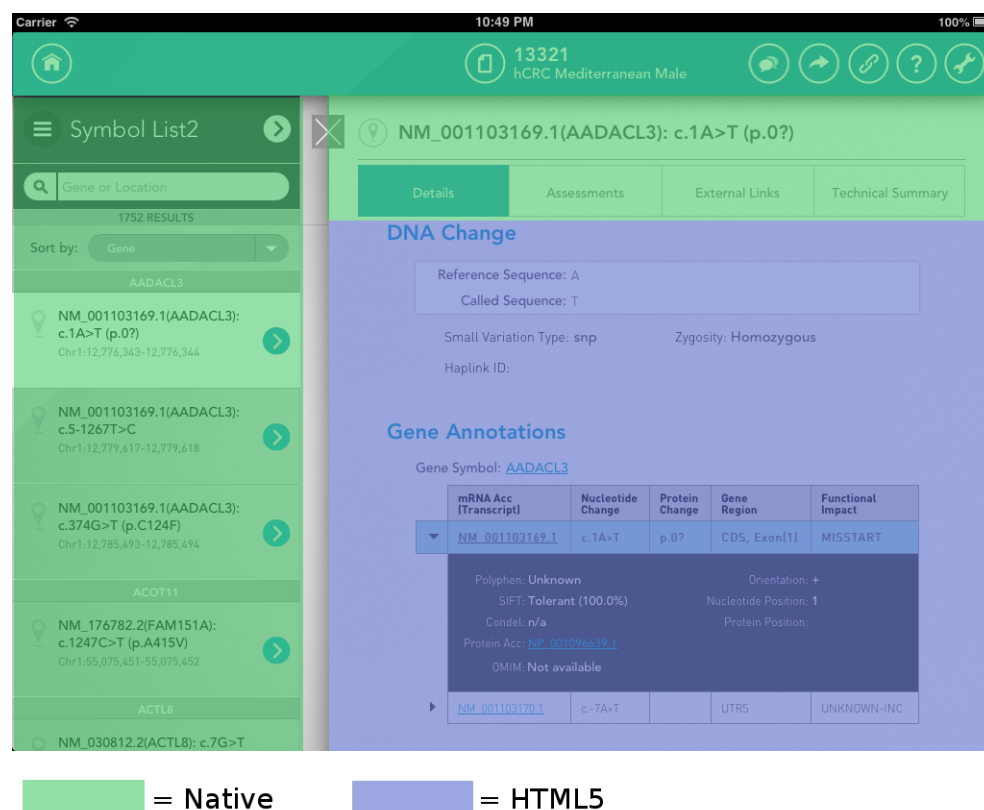 Carrier 10:49 PM 100%
13321
hCRC Mediterranean Male
Symbol List2
Gene or Location
1752 RESULTS
Sort by: Gene
AADACL3
NM_001103169.1(AADACL3):
c.1A>T (p.0?)
Chr1:12,776,343-12,776,344
NM_001103169.1(AADACL3):
c.5-1267T>C
Chr1:12,779,617-12,779,618
NM_001103169.1(AADACL3):
c.374G>T (p.C124F)
Chr1:12,785,493-12,785,494
ACOT11
NM_176782.2(FAM151A):
c.1247C>T (p.A415V)
Chr1:55,075,451-55,075,452
ACTL8
NM_030812.2(ACTL8): c.7G>T
NM_001103169.1(AADACL3): c.1A>T (p.0?)
Details Assessments External Links Technical Summary
DNA Change
Reference Sequence: A
Called Sequence: T
Small Variation Type: snp Zygosity: Homozygous
Haplink ID:
Gene Annotations
Gene Symbol: AADACL3
mRNA Acc (Transcript) Nucleotide Change Protein Change Gene Region Functional Impact
NM_001103169.1 c.1A>T p.0? CDS, Exon(1) MISSTART
Polyphen: Unknown Orientation: +
SIFT: Tolerant (100.0%) Nucleotide Position: 1
Condel: n/a Protein Position:
Protein Acc: NP_001096639.1
OMIM: Not available
NM_001103170.1 c.-7A>T UTR5 UNKNOWN-INC
= Native = HTML5